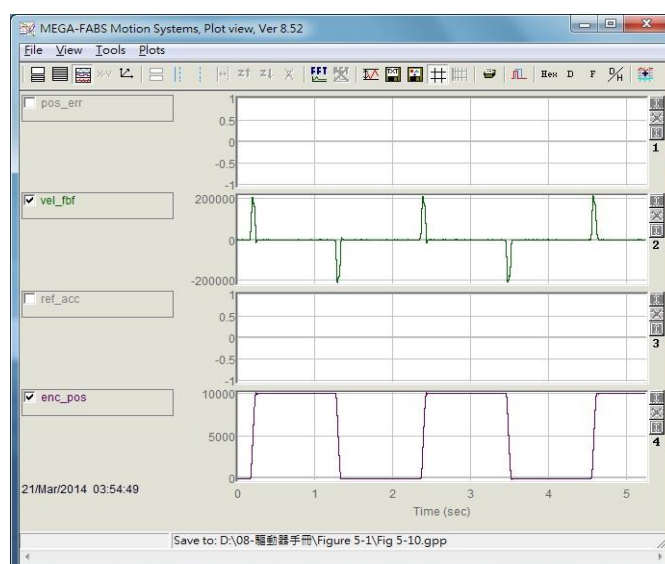 MEGA-FABS Motion Systems, Plot view, Ver 8.52
File View Tools Plots
X-Y z↑ z↓ FFT TXT Hex D F D/H
pos_err
1
0.5
0
-0.5
-1
1
vel_fbf
200000
0
-200000
2
ref_acc
1
0.5
0
-0.5
-1
3
enc_pos
10000
5000
0
4
21/Mar/2014 03:54:49
0 1 2 3 4 5
Time (sec)
Save to: D:\08-驅動器手冊\Figure 5-1\Fig 5-10.gpp